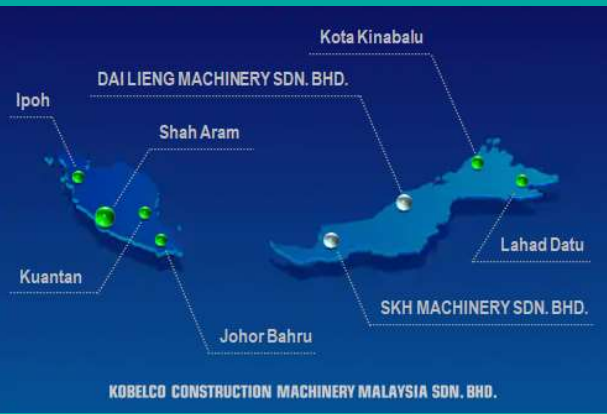 Kota Kinabalu
DAI LIENG MACHINERY SDN. BHD.
Ipoh
Shah Aram
Lahad Datu
Kuantan
SKH MACHINERY SDN. BHD.
Johor Bahru
KOBELCO CONSTRUCTION MACHINERY MALAYSIA SDN. BHD.